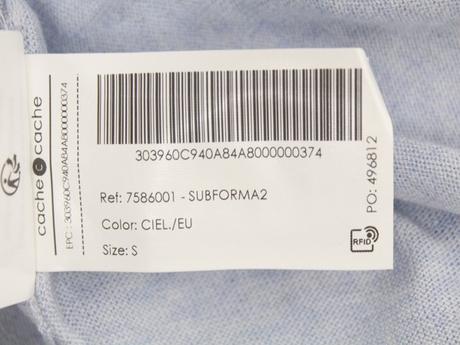 303960C940A84A8000000374
Ref: 7586001 - SUBFORMA2
Color: CIEL./EU
Size: S
RFID
PO: 496812
cache c cache
EPC : 303960C940A84A8000000374